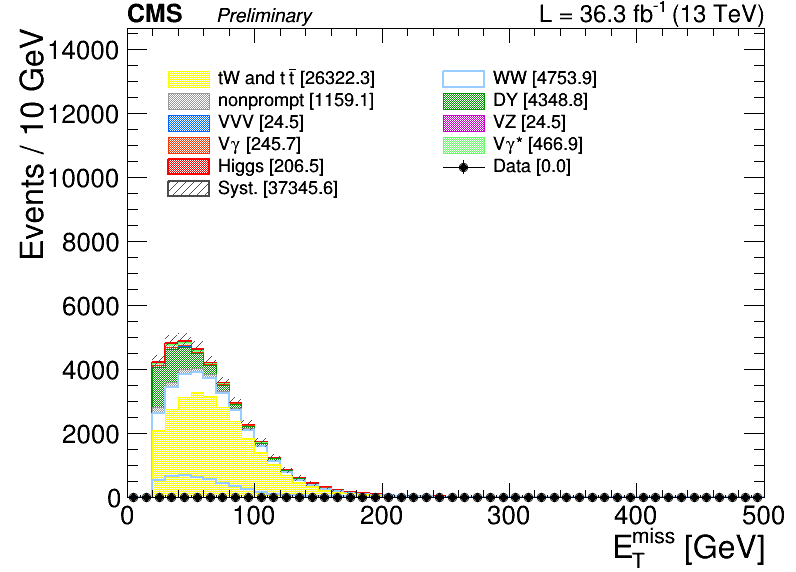 CMS Preliminary L = 36.3 fb⁻¹ (13 TeV)
Events / 10 GeV
14000
12000
10000
8000
6000
4000
2000
0
tW and t t̄ [26322.3]
nonprompt [1159.1]
VVV [24.5]
Vγ [245.7]
Higgs [206.5]
Syst. [37345.6]
WW [4753.9]
DY [4348.8]
VZ [24.5]
Vγ* [466.9]
Data [0.0]
0 100 200 300 400 500
E_T^miss [GeV]